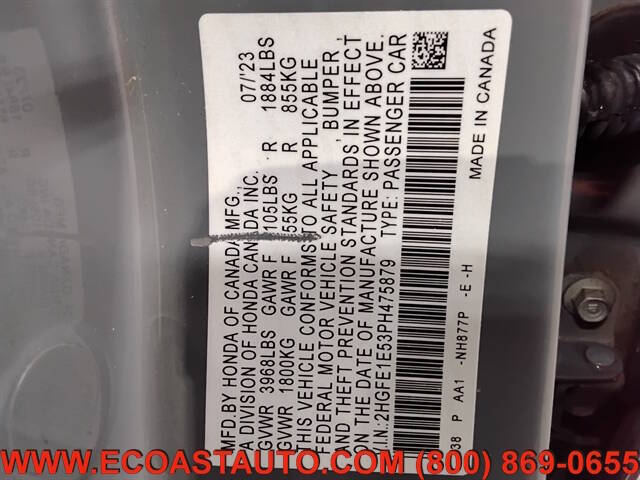 MFD.BY HONDA OF CANADA MFG., 07/'23
A DIVISION OF HONDA CANADA INC.
GVWR 3968LBS GAWR F 105LBS R 1884LBS
GVWR 1800KG GAWR F 55KG R 855KG
THIS VEHICLE CONFORMS TO ALL APPLICABLE
FEDERAL MOTOR VEHICLE SAFETY , BUMPER,
AND THEFT PREVENTION STANDARDS IN EFFECT
ON THE DATE OF MANUFACTURE SHOWN ABOVE.
V.I.N.: 2HGFE1E53PH475879 TYPE: PASSENGER CAR
38 P AA1 -NH877P -E -H
MADE IN CANADA
WWW.ECOASTAUTO.COM (800) 869-0655